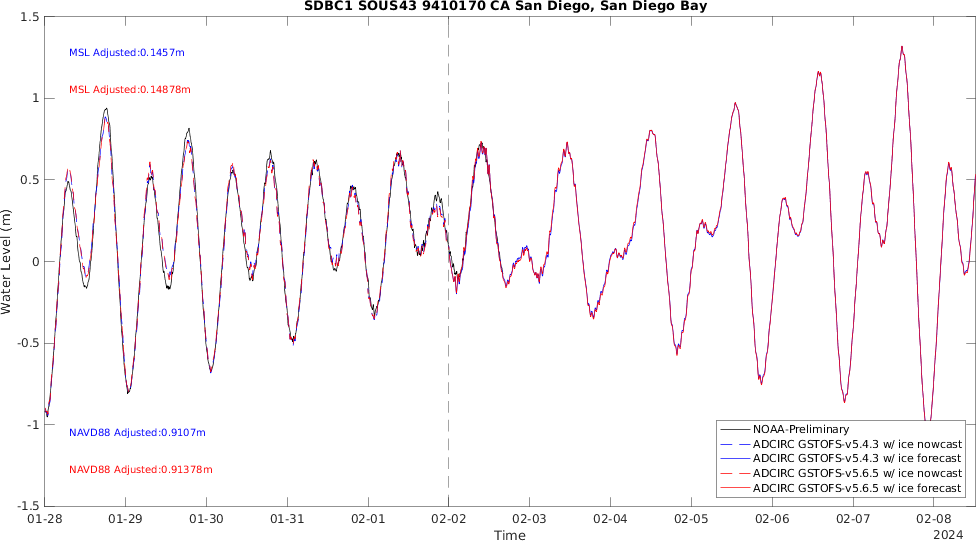 SDBC1 SOUS43 9410170 CA San Diego, San Diego Bay
1.5
1
0.5
0
-0.5
-1
-1.5
Water Level (m)
MSL Adjusted:0.1457m
MSL Adjusted:0.14878m
NAVD88 Adjusted:0.9107m
NAVD88 Adjusted:0.91378m
NOAA-Preliminary
ADCIRC GSTOFS-v5.4.3 w/ ice nowcast
ADCIRC GSTOFS-v5.4.3 w/ ice forecast
ADCIRC GSTOFS-v5.6.5 w/ ice nowcast
ADCIRC GSTOFS-v5.6.5 w/ ice forecast
01-28 01-29 01-30 01-31 02-01 02-02 02-03 02-04 02-05 02-06 02-07 02-08
Time
2024